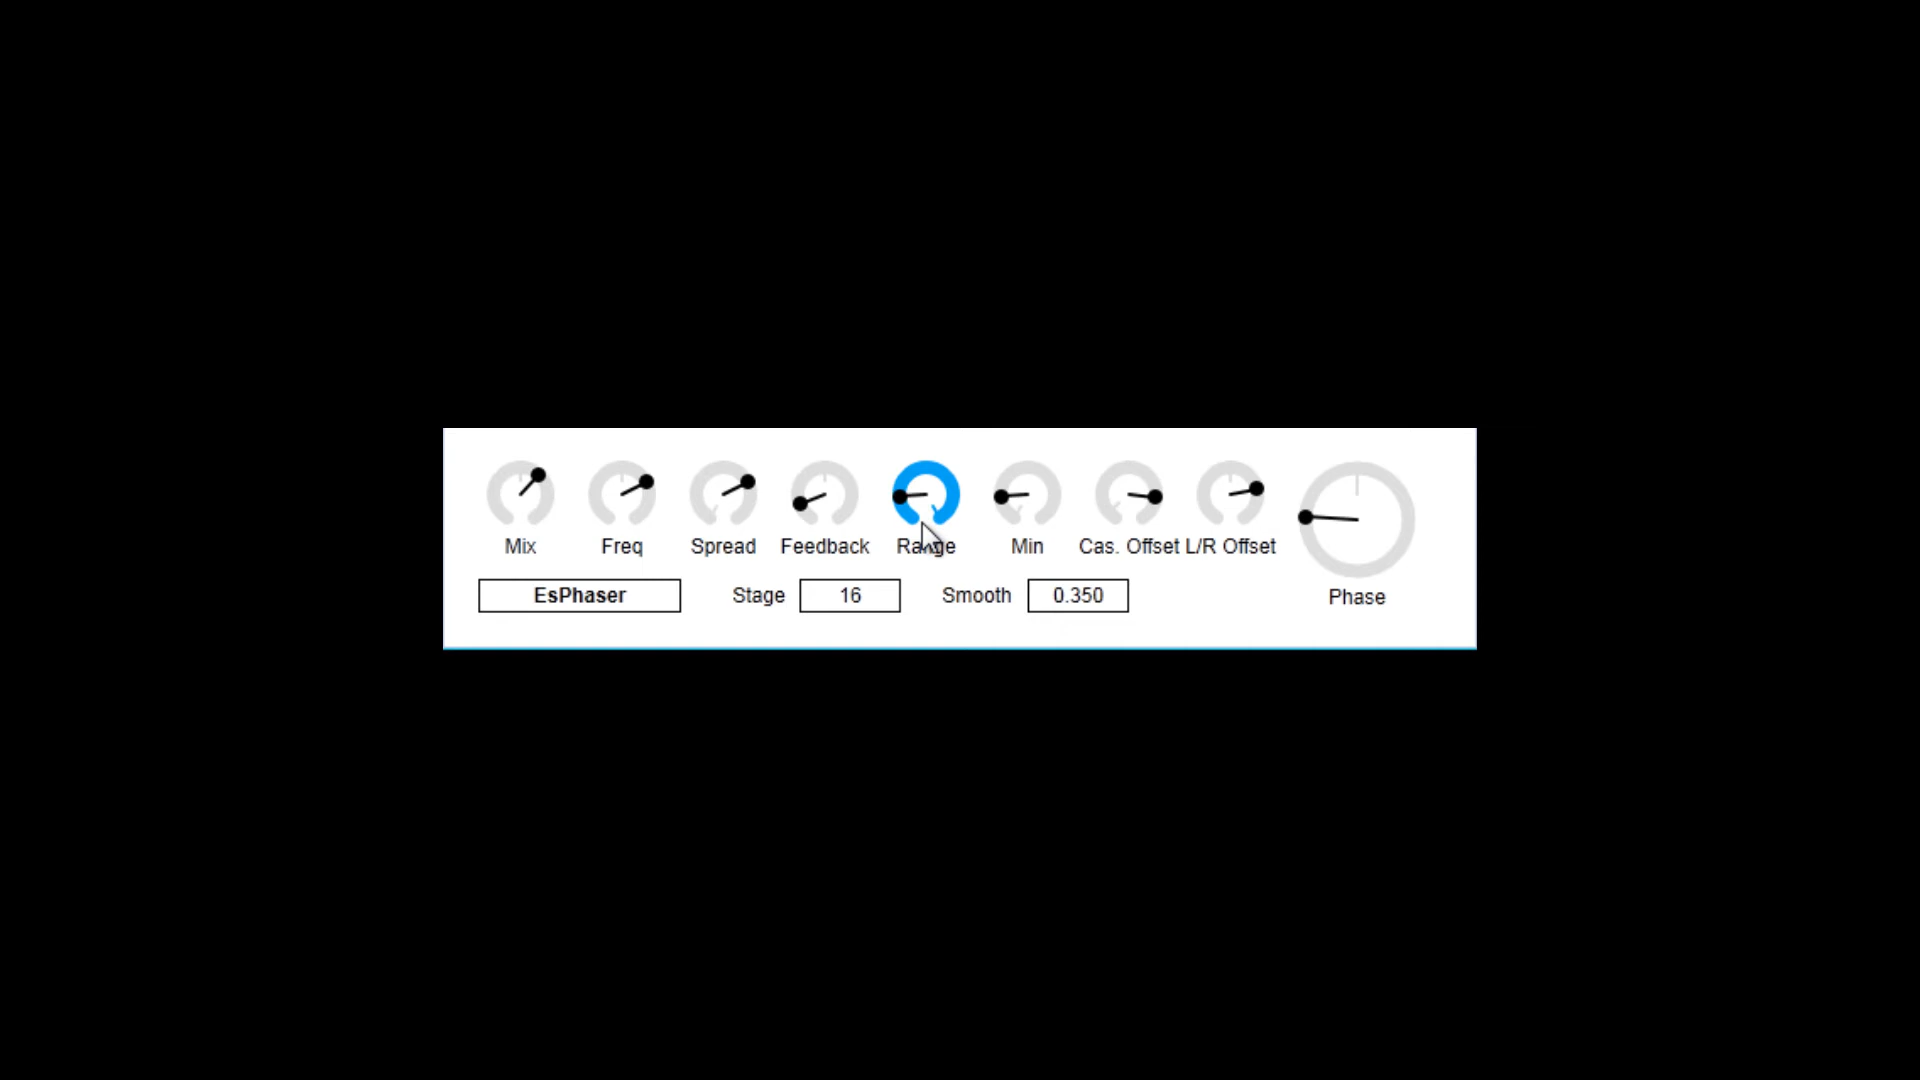 Mix Freq Spread Feedback Range Min Cas. Offset L/R Offset
EsPhaser Stage 16 Smooth 0.350 Phase